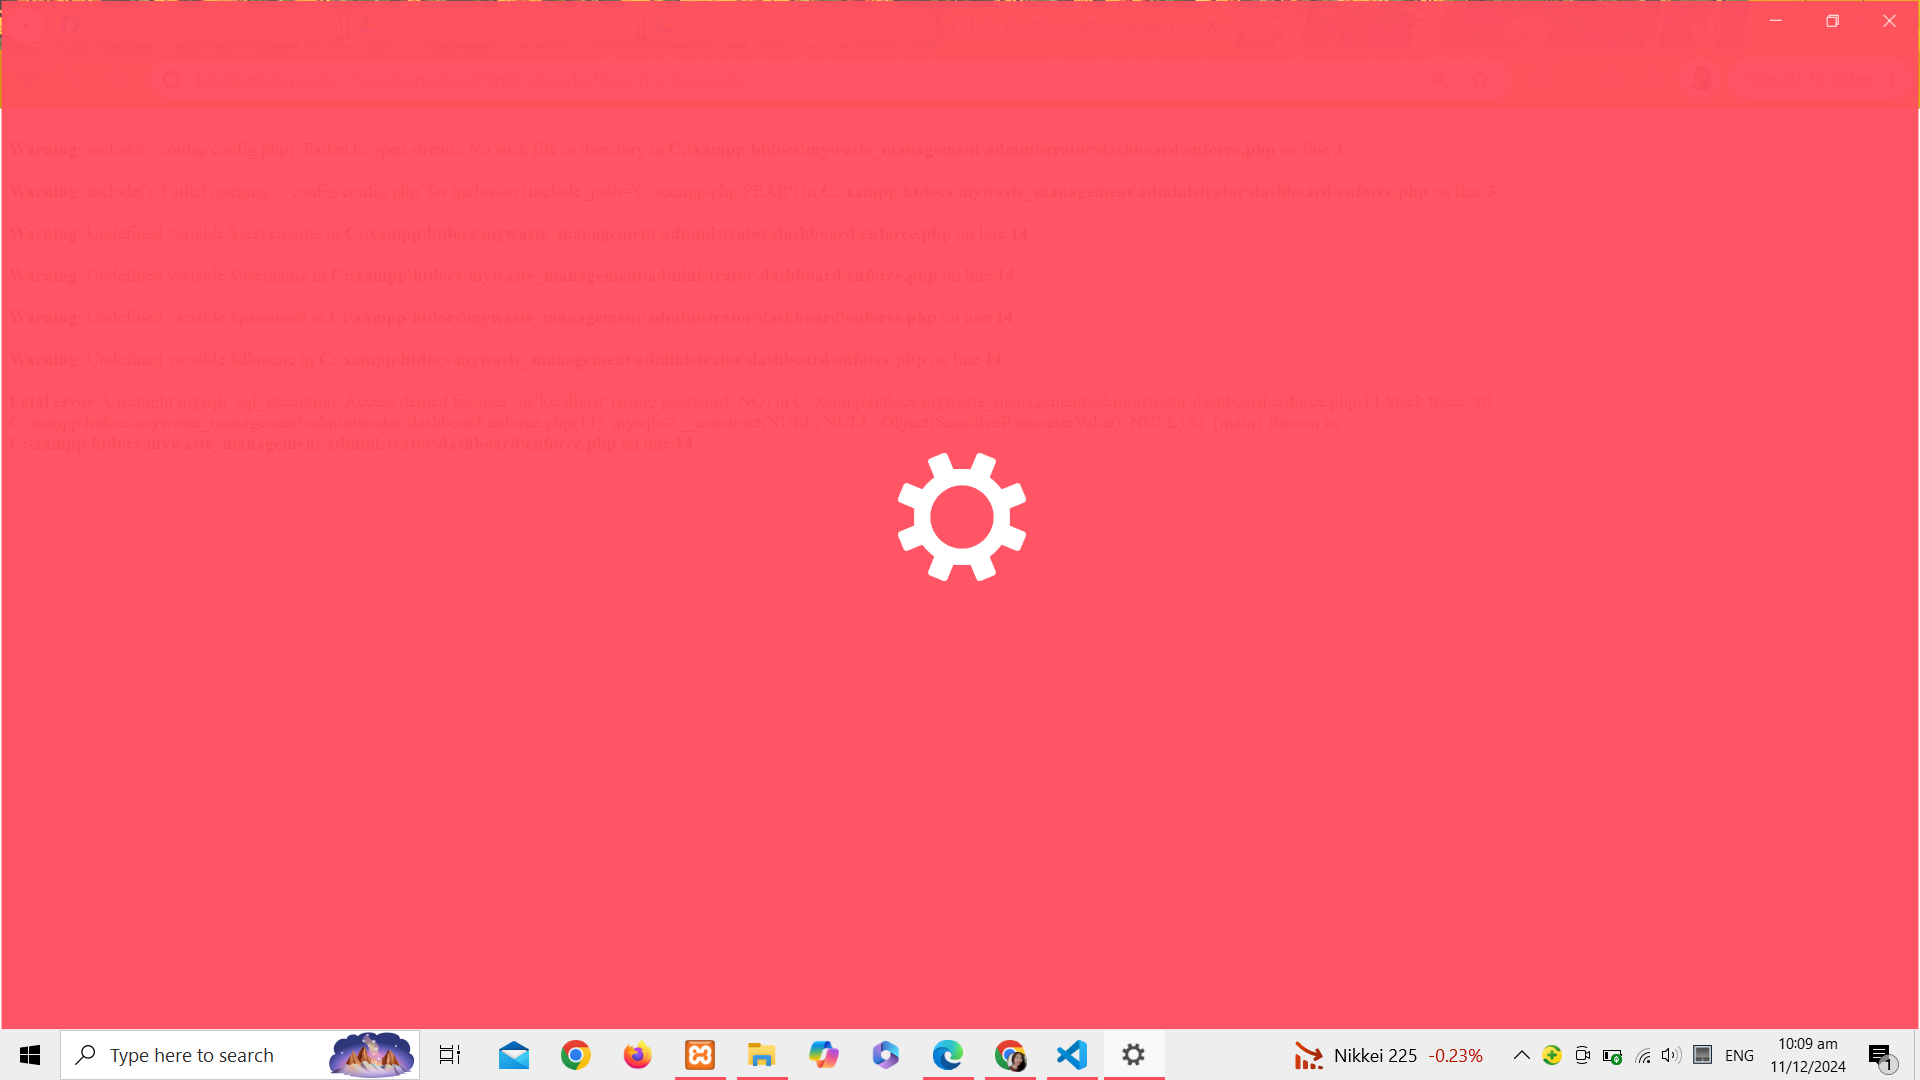 localhost/mywaste_management/administrator/dashboard/enforce.php
Warning: include(../config/config.php): Failed to open stream: No such file or directory in C:\xampp\htdocs\mywaste_management\administrator\dashboard\enforce.php on line 3
Warning: include(): Failed opening '../config/config.php' for inclusion (include_path='C:\xampp\php\PEAR') in C:\xampp\htdocs\mywaste_management\administrator\dashboard\enforce.php on line 3
Warning: Undefined variable $servername in C:\xampp\htdocs\mywaste_management\administrator\dashboard\enforce.php on line 14
Warning: Undefined variable $username in C:\xampp\htdocs\mywaste_management\administrator\dashboard\enforce.php on line 14
Warning: Undefined variable $password in C:\xampp\htdocs\mywaste_management\administrator\dashboard\enforce.php on line 14
Warning: Undefined variable $dbname in C:\xampp\htdocs\mywaste_management\administrator\dashboard\enforce.php on line 14
Fatal error: Uncaught mysqli_sql_exception: Access denied for user ''@'localhost' (using password: NO) in C:\xampp\htdocs\mywaste_management\administrator\dashboard\enforce.php:14 Stack trace: #0
C:\xampp\htdocs\mywaste_management\administrator\dashboard\enforce.php(14): mysqli->__construct(NULL, NULL, Object(SensitiveParameterValue), NULL) #1 {main} thrown in
C:\xampp\htdocs\mywaste_management\administrator\dashboard\enforce.php on line 14
Type here to search
Nikkei 225 -0.23%
ENG
10:09 am
11/12/2024
1